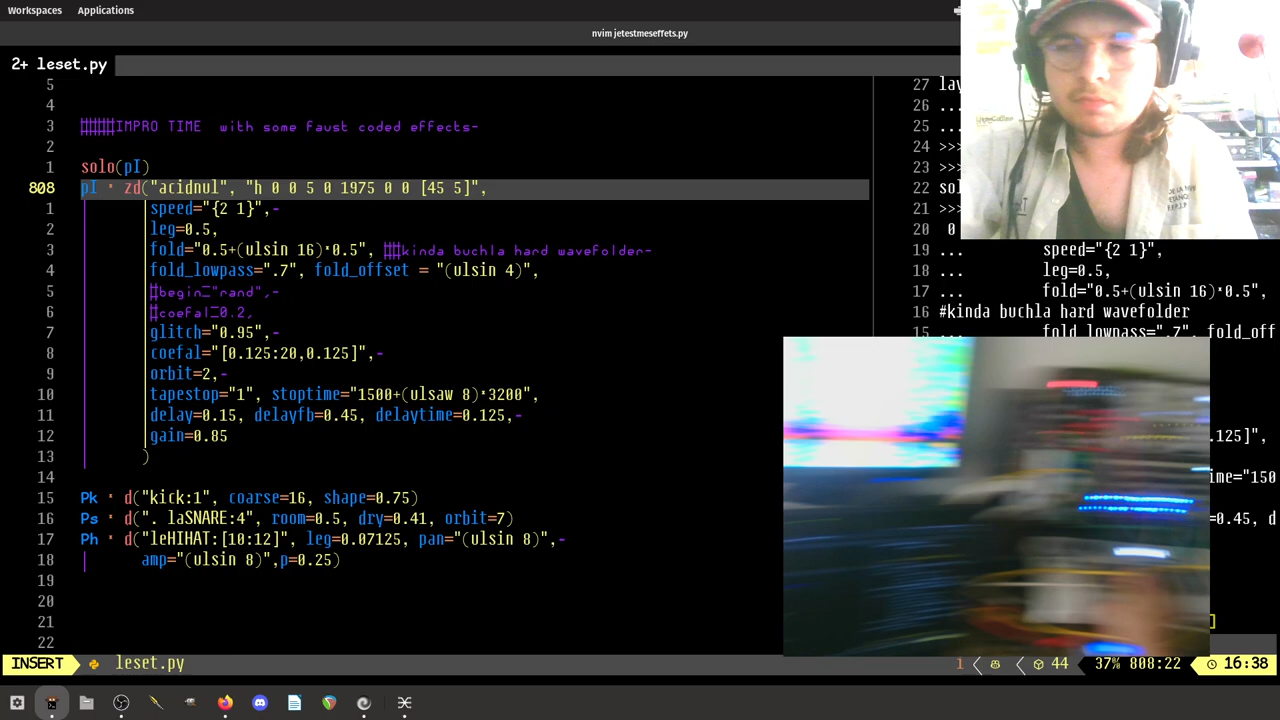 Workspaces Applications
nvim jetestmeseffets.py
2+ leset.py
5
4
3 ######IMPRO TIME with some Faust coded effects-
2
1 solo(pI)
808 pI * zd("acidnul", "h 0 0 5 0 1975 0 0 [45 5]",
1 speed="{2 1}",-
2 leg=0.5,
3 fold="0.5+(ulsin 16)*0.5", ###kinda buchla hard wavefolder-
4 fold_lowpass=".7", fold_offset = "(ulsin 4)",
5 #begin="rand",-
6 #coefal=0.2,
7 glitch="0.95",-
8 coefal="[0.125:20,0.125]",-
9 orbit=2,-
10 tapestop="1", stoptime="1500+(ulsaw 8)*3200",
11 delay=0.15, delayfb=0.45, delaytime=0.125,-
12 gain=0.85
13 )
14
15 Pk * d("kick:1", coarse=16, shape=0.75)
16 Ps * d(". laSNARE:4", room=0.5, dry=0.41, orbit=7)
17 Ph * d("leHIHAT:[10:12]", leg=0.07125, pan="(ulsin 8)",-
18 amp="(ulsin 8)",p=0.25)
19
20
21
22
27 lay
26 ...
25 ...
24 >>>
23 >>>
22 sol
21 >>>
20 0
19 ... speed="{2 1}",
18 ... leg=0.5,
17 ... fold="0.5+(ulsin 16)*0.5",
16 #kinda buchla hard wavefolder
15 ... fold_lowpass=".7", fold_off
.125]",
ime="150
=0.45, d
INSERT leset.py 1 44 37% 808:22 16:38